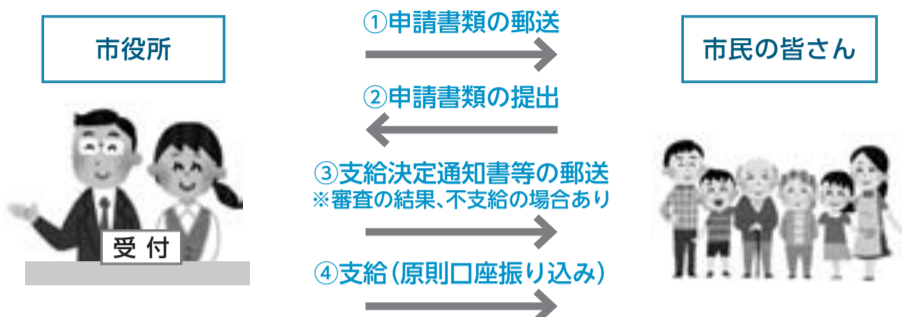 市役所
①申請書類の郵送
市民の皆さん
②申請書類の提出
③支給決定通知書等の郵送
※審査の結果、不支給の場合あり
受付
④支給(原則口座振り込み)